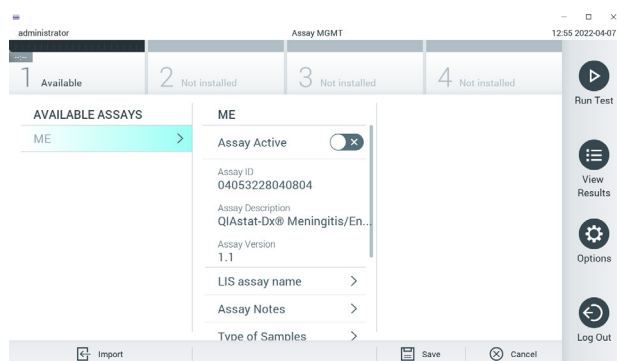 administrator
Assay MGMT
12:55 2022-04-07
--:--
1 Available
2 Not installed
3 Not installed
4 Not installed
Run Test
AVAILABLE ASSAYS
ME
ME
Assay Active
Assay ID
04053228040804
Assay Description
QIAstat-Dx® Meningitis/En...
Assay Version
1.1
LIS assay name
Assay Notes
Type of Samples
View
Results
Options
Log Out
Import
Save
Cancel